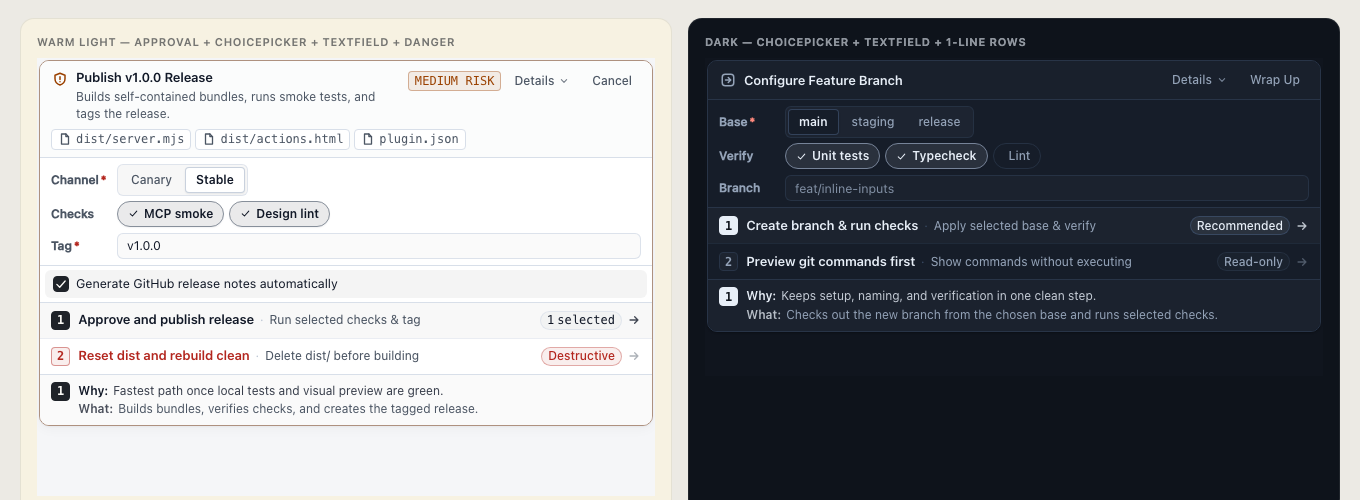 WARM LIGHT — APPROVAL + CHOICEPICKER + TEXTFIELD + DANGER
Publish v1.0.0 Release
MEDIUM RISK
Details
Cancel
Builds self-contained bundles, runs smoke tests, and
tags the release.
dist/server.mjs
dist/actions.html
plugin.json
Channel*
Canary
Stable
Checks
MCP smoke
Design lint
Tag*
v1.0.0
Generate GitHub release notes automatically
1 Approve and publish release · Run selected checks & tag
1 selected →
2 Reset dist and rebuild clean · Delete dist/ before building
Destructive →
1 Why: Fastest path once local tests and visual preview are green.
What: Builds bundles, verifies checks, and creates the tagged release.
DARK — CHOICEPICKER + TEXTFIELD + 1-LINE ROWS
Configure Feature Branch
Details
Wrap Up
Base*
main
staging
release
Verify
Unit tests
Typecheck
Lint
Branch
feat/inline-inputs
1 Create branch & run checks · Apply selected base & verify
Recommended →
2 Preview git commands first · Show commands without executing
Read-only →
1 Why: Keeps setup, naming, and verification in one clean step.
What: Checks out the new branch from the chosen base and runs selected checks.